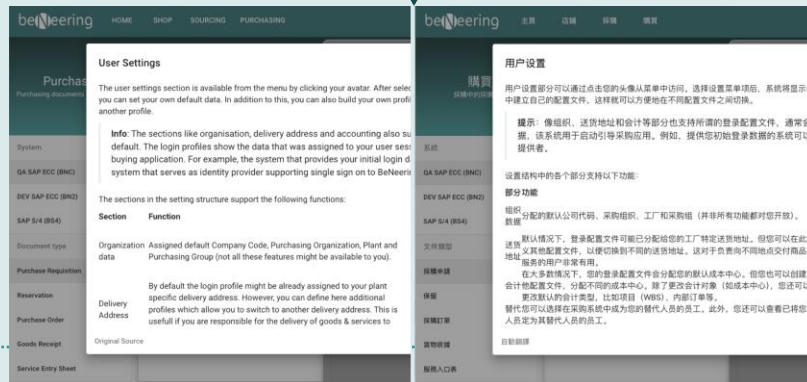 beNeering HOME SHOP SOURCING PURCHASING
Purchas
Purchasing documents
System
QA SAP ECC (BNC)
DEV SAP ECC (BN2)
SAP S/4 (BS4)
Document type
Purchase Requisition
Reservation
Purchase Order
Goods Receipt
Service Entry Sheet
User Settings
The user settings section is available from the menu by clicking your avatar. After selec
you can set your own default data. In addition to this, you can also build your own profi
another profile.
Info: The sections like organisation, delivery address and accounting also su
default. The login profiles show the data that was assigned to your user sess
buying application. For example, the system that provides your initial login d
system that serves as identity provider supporting single sign on to BeNeeri
The sections in the setting structure support the following functions:
Section Function
Organization Assigned default Company Code, Purchasing Organization, Plant and
data Purchasing Group (not all these features might be available to you).
By default the login profile might be already assigned to your plant
Delivery specific delivery address. However, you can define here additional
Address profiles which allow you to switch to another delivery address. This is
usefull if you are responsible for the delivery of goods & services to
Original Source
beNeering 主頁 店鋪 採購 購買
購買
採購中的採
系統
QA SAP ECC (BNC)
DEV SAP ECC (BN2)
SAP S/4 (BS4)
文件類型
採購申請
保留
採購訂單
貨物收據
服務入口表
用户设置
用户设置部分可以通过点击您的头像从菜单中访问。选择设置菜单项后，系统将显示
中建立自己的配置文件，这样就可以方便地在不同配置文件之间切换。
提示：像组织、送货地址和会计等部分也支持所谓的登录配置文件，通常会
据，该系统用于启动引导采购应用。例如，提供您初始登录数据的系统可以
提供者。
设置结构中的各个部分支持以下功能：
部分功能
组织
数据 分配的默认公司代码、采购组织、工厂和采购组（并非所有功能都对您开放）。
默认情况下，登录配置文件可能已分配给您的工厂特定送货地址。但您可以在此
送货 义其他配置文件，以便切换到不同的送货地址。这对于负责向不同地点交付商品
地址 服务的用户非常有用。
在大多数情况下，您的登录配置文件会分配您的默认成本中心。但您也可以创建
会计 他配置文件，分配不同的成本中心。除了更改会计对象（如成本中心），您还可以
更改默认的会计类型，比如项目（WBS）、内部订单等。
替代 您可以选择在采购系统中成为您的替代人员的员工。此外，您还可以查看已将您
人员 定为其替代人员的员工。
自動翻譯